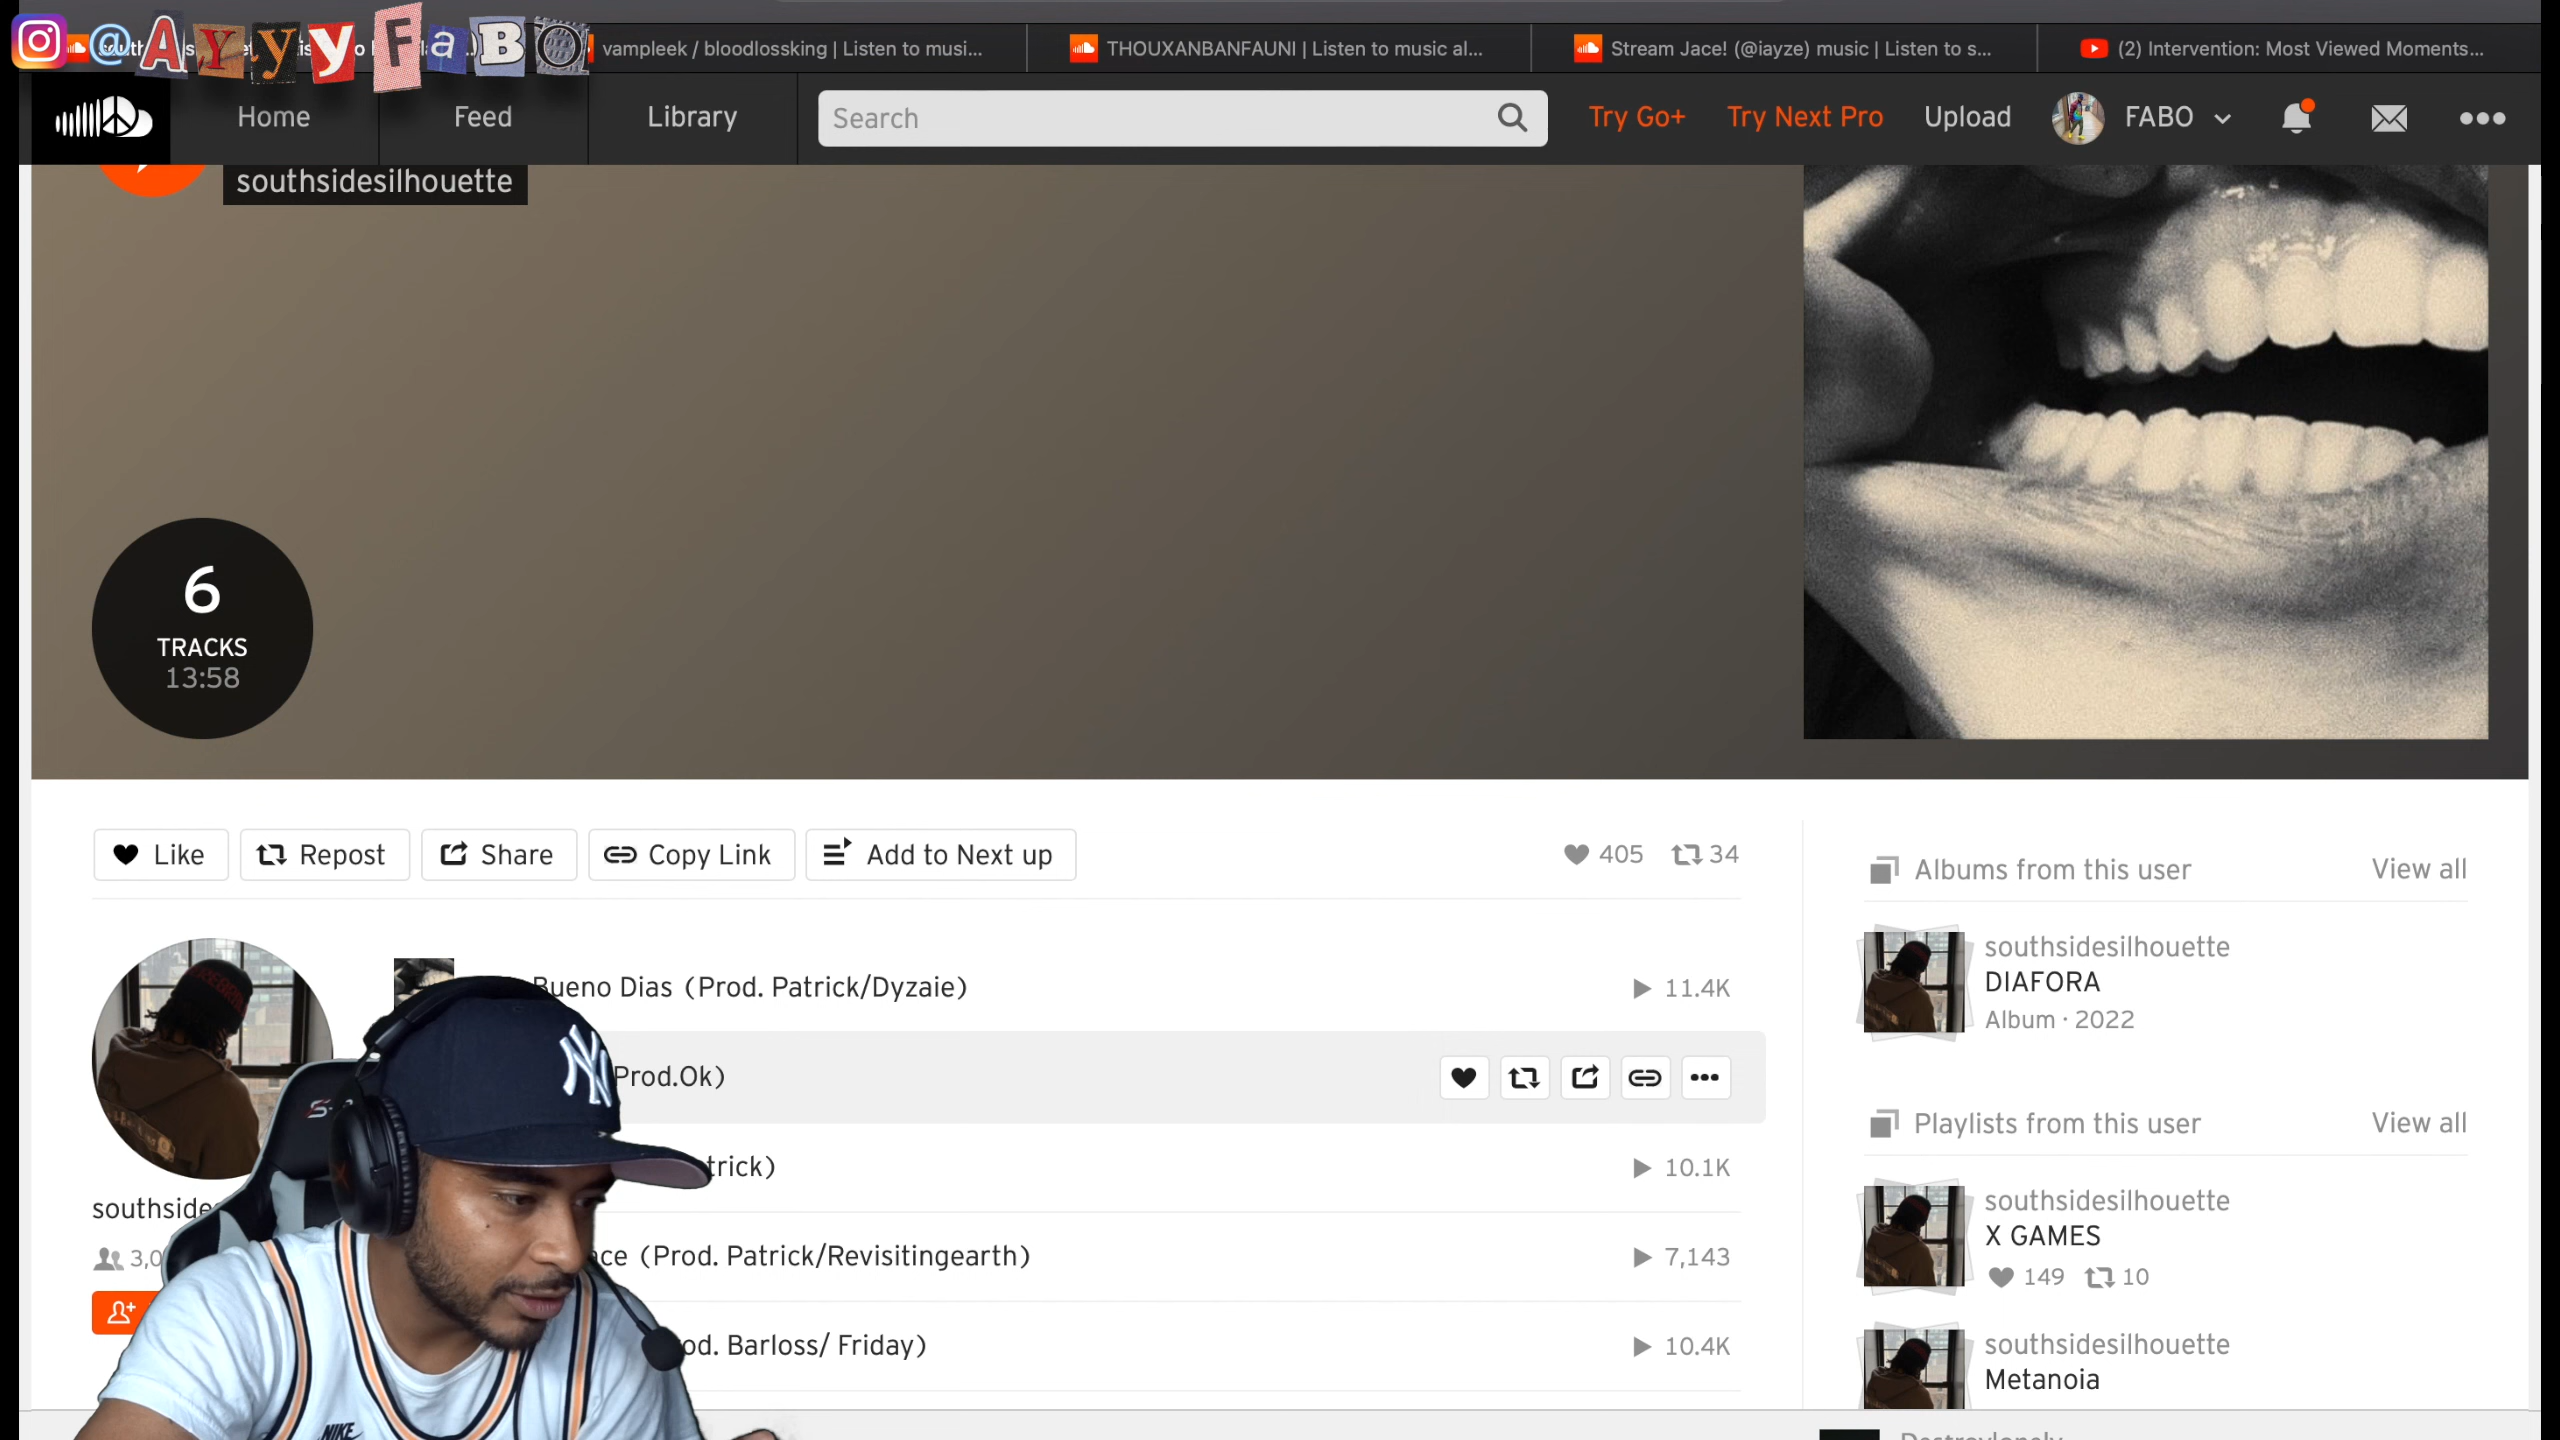 @AYyyFaBO
vampleek / bloodlossking | Listen to musi...
THOUXANBANFAUNI | Listen to music al...
Stream Jace! (@iayze) music | Listen to s...
(2) Intervention: Most Viewed Moments...
Home
Feed
Library
Search
Try Go+
Try Next Pro
Upload
FABO
southsidesilhouette
6
TRACKS
13:58
Like
Repost
Share
Copy Link
Add to Next up
405
34
Bueno Dias (Prod. Patrick/Dyzaie)
11.4K
Prod.Ok)
10.1K
(Prod. Patrick/Revisitingearth)
7,143
Barloss/ Friday)
10.4K
NY
NIKE
Albums from this user
View all
southsidesilhouette
DIAFORA
Album · 2022
Playlists from this user
View all
southsidesilhouette
X GAMES
149
10
southsidesilhouette
Metanoia